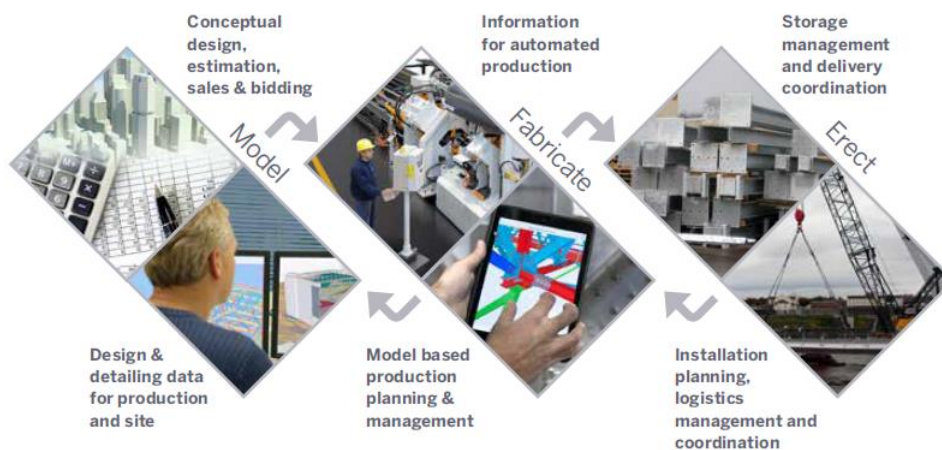 Conceptual
design,
estimation,
sales & bidding
Model
Information
for automated
production
Fabricate
Storage
management
and delivery
coordination
Erect
Design &
detailing data
for production
and site
Model based
production
planning &
management
Installation
planning,
logistics
management and
coordination